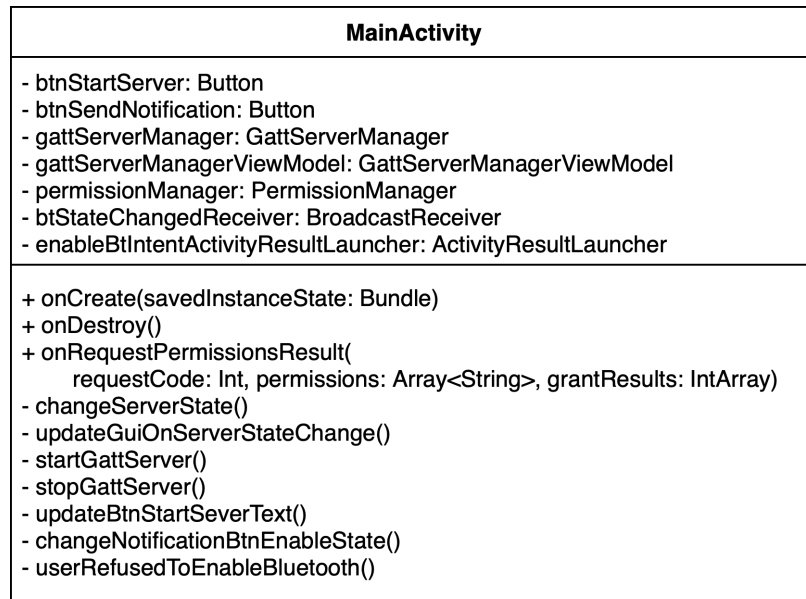 MainActivity
- btnStartServer: Button
- btnSendNotification: Button
- gattServerManager: GattServerManager
- gattServerManagerViewModel: GattServerManagerViewModel
- permissionManager: PermissionManager
- btStateChangedReceiver: BroadcastReceiver
- enableBtIntentActivityResultLauncher: ActivityResultLauncher
+ onCreate(savedInstanceState: Bundle)
+ onDestroy()
+ onRequestPermissionsResult(
requestCode: Int, permissions: Array<String>, grantResults: IntArray)
- changeServerState()
- updateGuiOnServerStateChange()
- startGattServer()
- stopGattServer()
- updateBtnStartSeverText()
- changeNotificationBtnEnableState()
- userRefusedToEnableBluetooth()